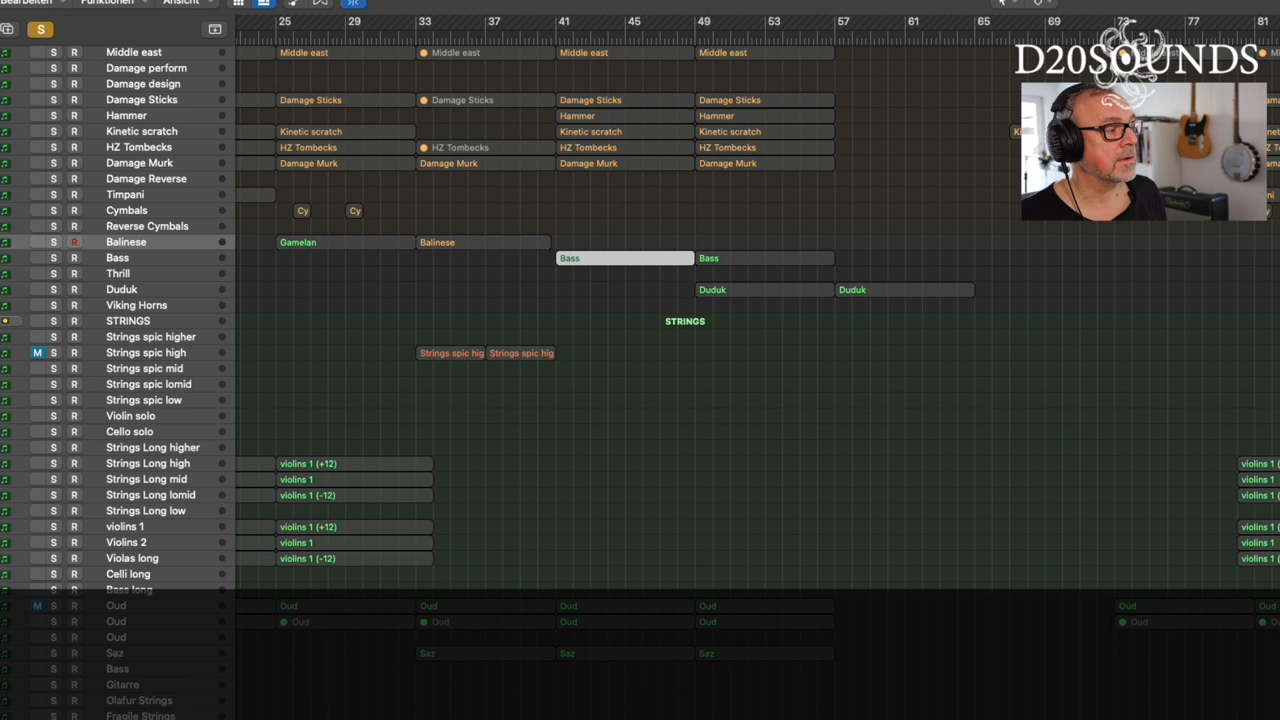 Bearbeiten Funktionen Ansicht
25 29 33 37 41 45 49 53 57 61 65 69 73 77 81
S
D20SOUNDS
S R Middle east Middle east Middle east Middle east Middle east
S R Damage perform
S R Damage design
S R Damage Sticks Damage Sticks Damage Sticks Damage Sticks Damage Sticks
S R Hammer Hammer Hammer
S R Kinetic scratch Kinetic scratch Kinetic scratch Kinetic scratch
S R HZ Tombecks HZ Tombecks HZ Tombecks HZ Tombecks HZ Tombecks
S R Damage Murk Damage Murk Damage Murk Damage Murk Damage Murk
S R Damage Reverse
S R Timpani
S R Cymbals Cy Cy
S R Reverse Cymbals
S R Balinese Gamelan Balinese
S R Bass Bass Bass
S R Thrill
S R Duduk Duduk Duduk
S R Viking Horns
S R STRINGS STRINGS
S R Strings spic higher
M S R Strings spic high Strings spic hig Strings spic hig
S R Strings spic mid
S R Strings spic lomid
S R Strings spic low
S R Violin solo
S R Cello solo
S R Strings Long higher
S R Strings Long high violins 1 (+12) violins 1 (
S R Strings Long mid violins 1 violins 1
S R Strings Long lomid violins 1 (-12) violins 1 (
S R Strings Long low
S R violins 1 violins 1 (+12) violins 1 (
S R Violins 2 violins 1 violins 1
S R Violas long violins 1 (-12) violins 1 (
S R Celli long
S R Bass long
M S R Oud Oud Oud Oud Oud Oud Oud
S R Oud Oud Oud Oud Oud Oud
S R Oud
S R Saz Saz Saz Saz
S R Bass
S R Gitarre
S R Olafur Strings
S R Fragile Strings